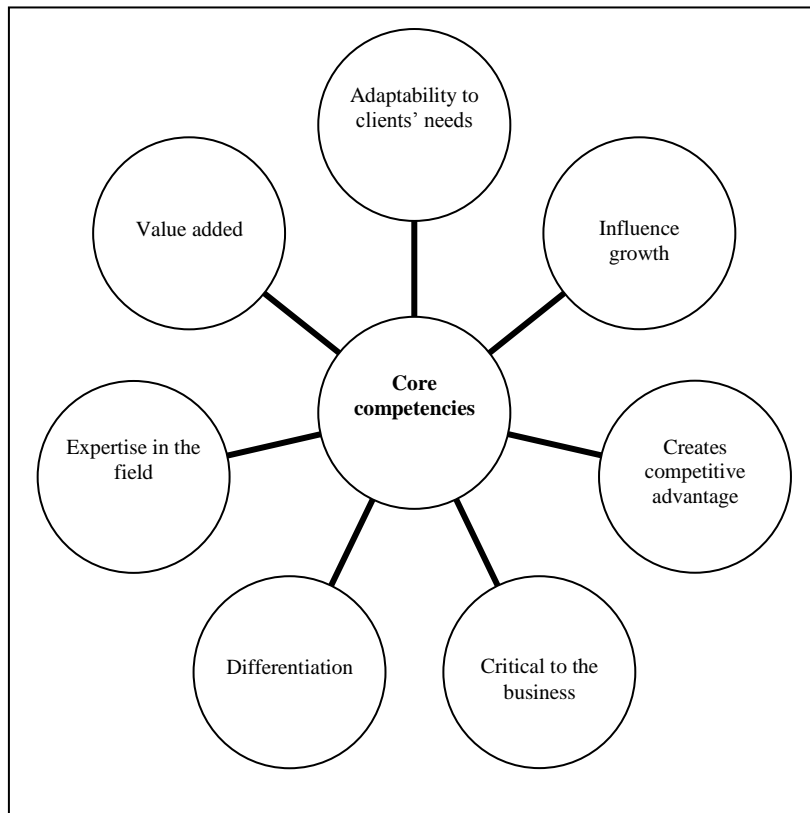 Adaptability to
clients’ needs
Value added
Influence
growth
Core
competencies
Expertise in the
field
Creates
competitive
advantage
Differentiation
Critical to the
business